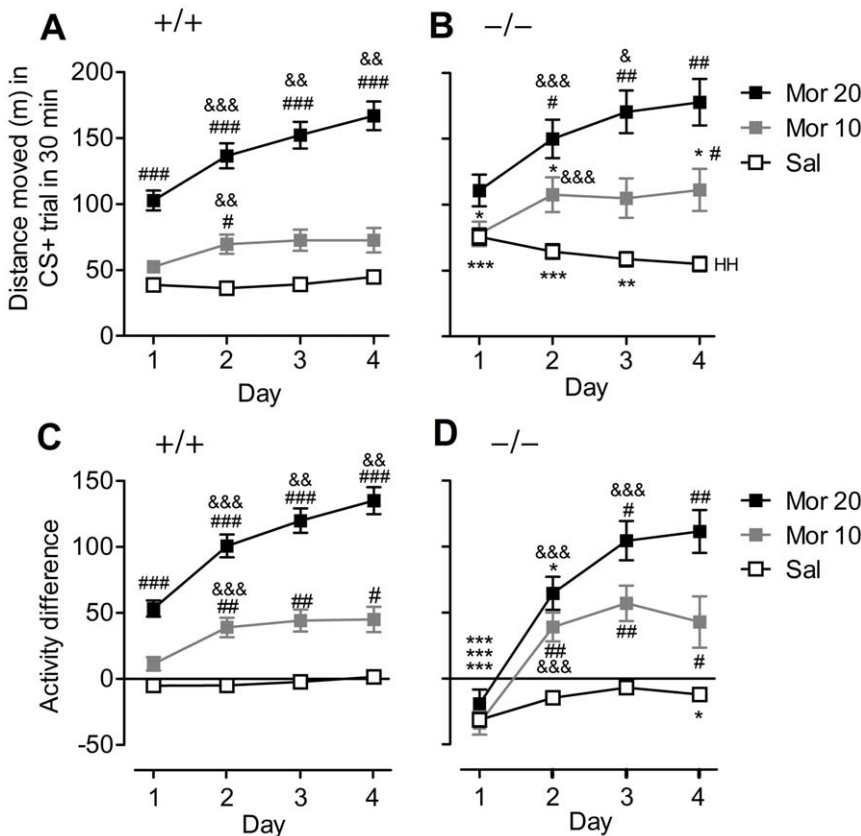 A +/+
B −/−
Distance moved (m) in
CS+ trial in 30 min
200
150
100
50
0
###
&&&
###
&&
###
&&
###
&&
#
1 2 3 4
Day
&&&
#
&
##
##
*
&&&
* #
*
***
***
**
HH
1 2 3 4
Day
Mor 20
Mor 10
Sal
C +/+
D −/−
Activity difference
150
100
50
0
-50
###
&&&
###
&&
###
&&
###
&&&
##
##
#
1 2 3 4
Day
***
***
***
&&&
*
&&&
#
##
##
&&&
##
#
*
1 2 3 4
Day
Mor 20
Mor 10
Sal